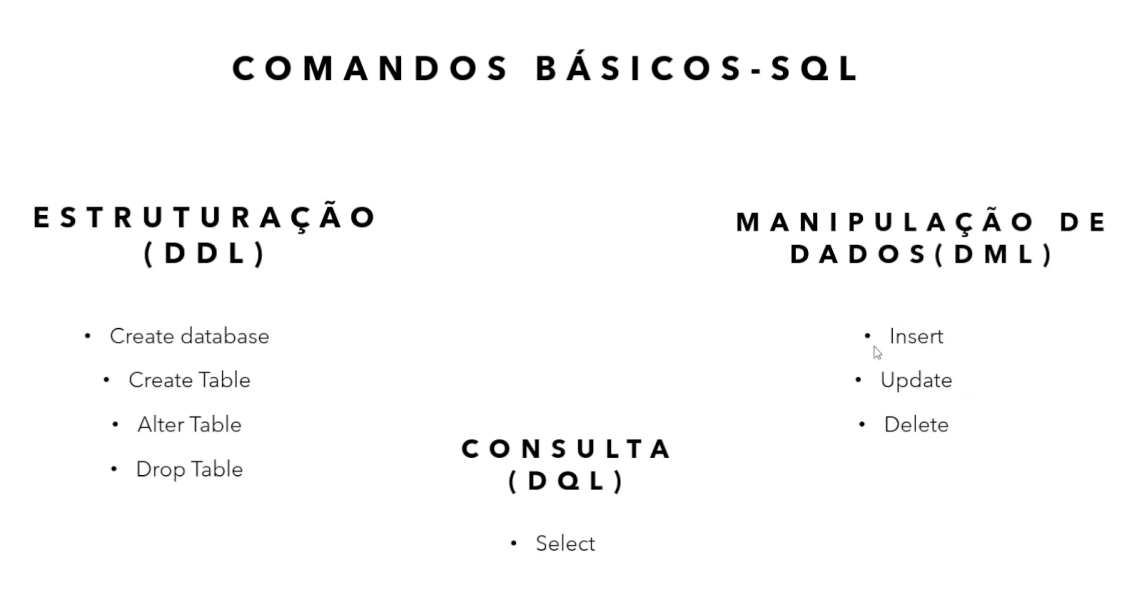 COMANDOS BÁSICOS-SQL
ESTRUTURAÇÃO
(DDL)
• Create database
• Create Table
• Alter Table
• Drop Table
CONSULTA
(DQL)
• Select
MANIPULAÇÃO DE
DADOS(DML)
• Insert
• Update
• Delete